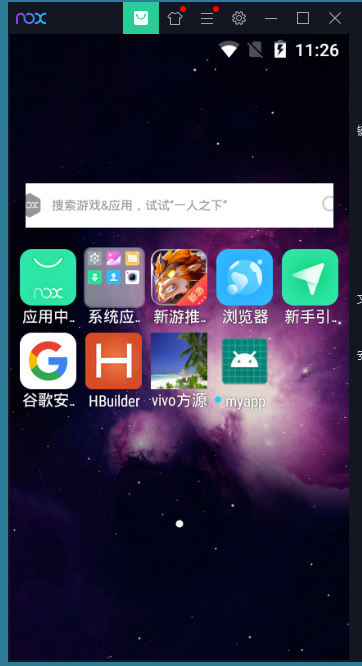 nox
11:26
搜索游戏&应用，试试“一人之下”
nox
应用中..
系统应..
新游推..
浏览器
新手引..
谷歌安..
HBuilder
vivo方源
myapp